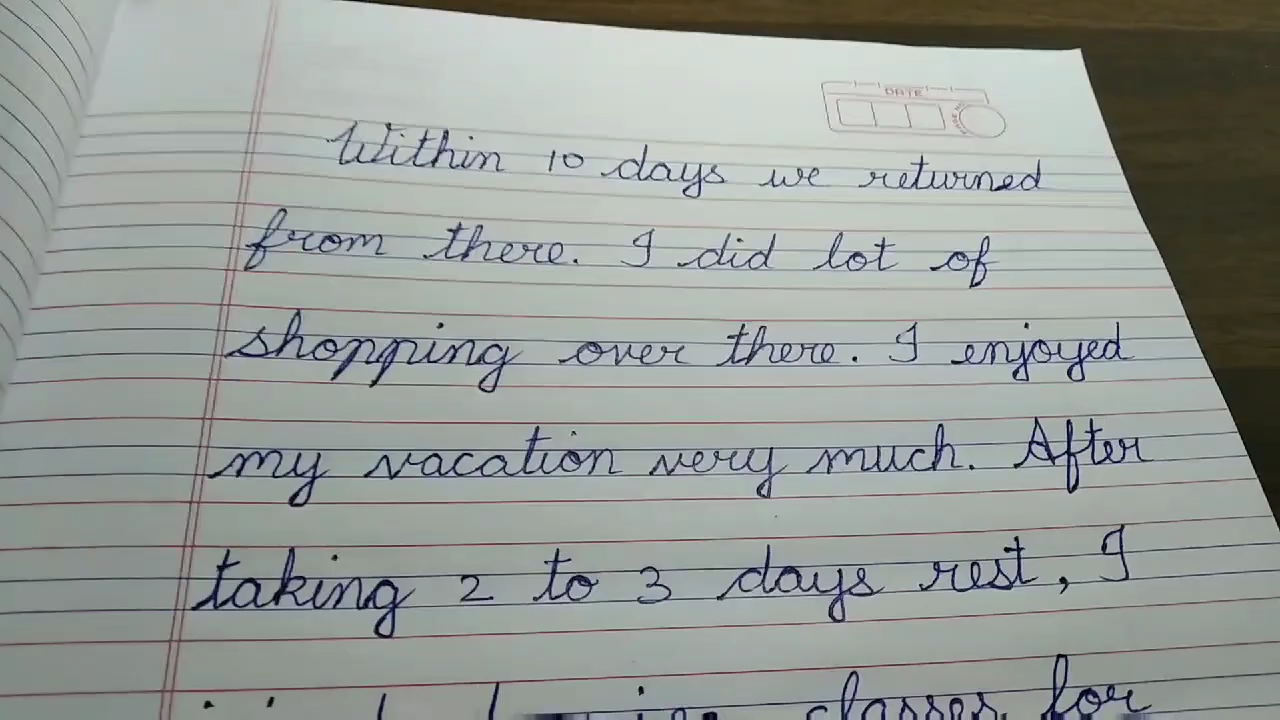 DATE
Within 10 days we returned
from there. I did lot of
shopping over there. I enjoyed
my vacation very much. After
taking 2 to 3 days rest, I
classes for